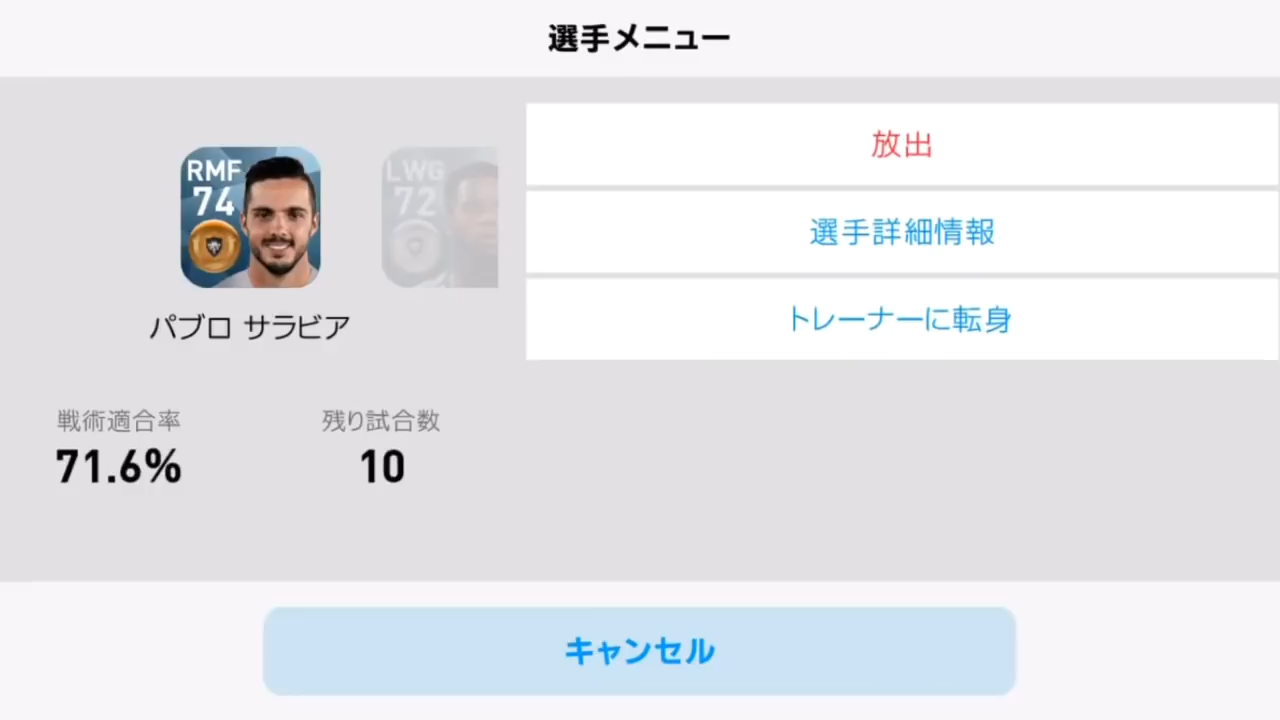 選手メニュー
RMF
74
LWG
72
パブロ サラビア
戦術適合率
残り試合数
71.6%
10
放出
選手詳細情報
トレーナーに転身
キャンセル